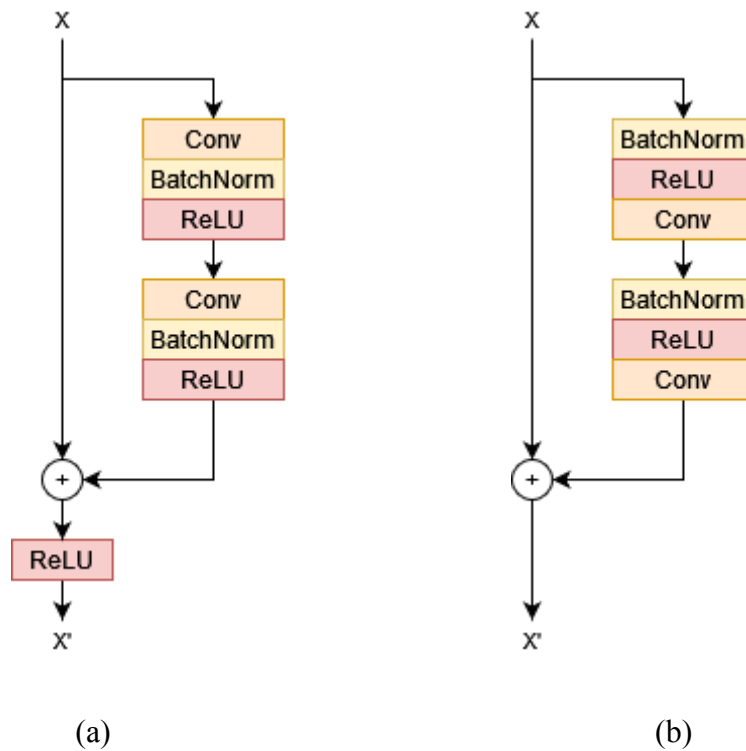 X
Conv
BatchNorm
ReLU
Conv
BatchNorm
ReLU
+
ReLU
X'
(a)
X
BatchNorm
ReLU
Conv
BatchNorm
ReLU
Conv
+
X'
(b)